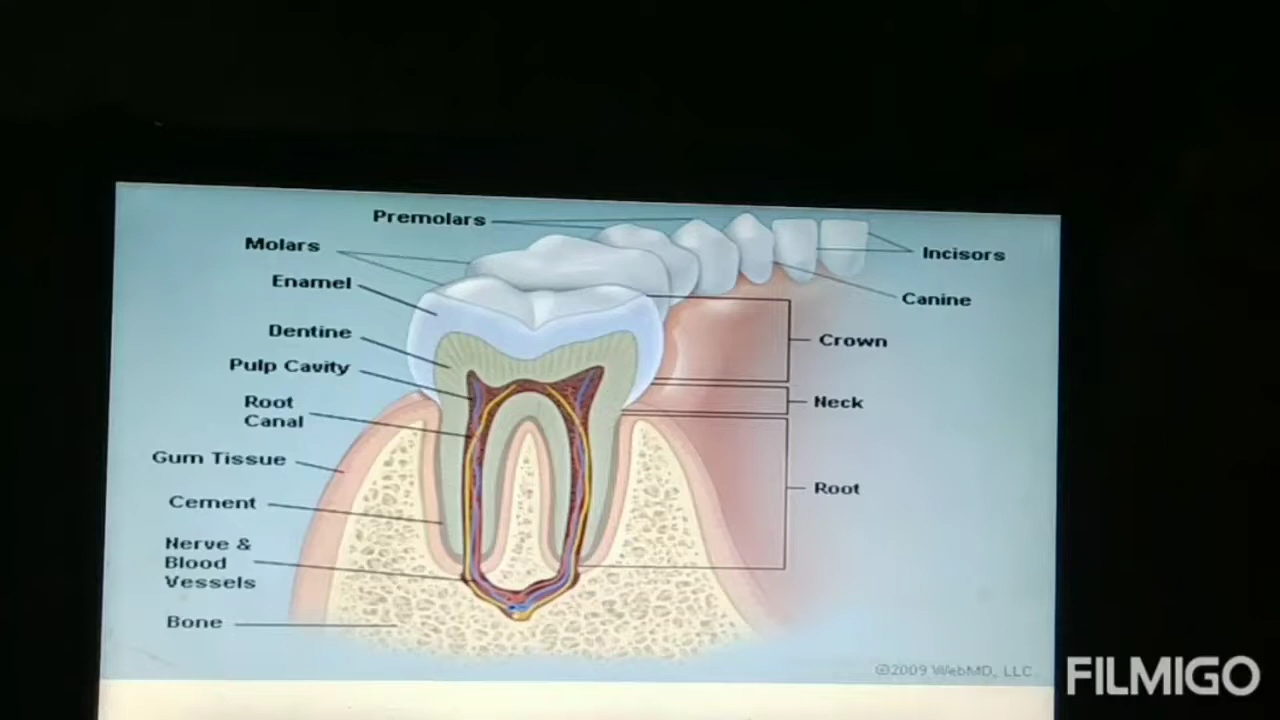 Premolars
Molars
Enamel
Dentine
Pulp Cavity
Root
Canal
Gum Tissue
Cement
Nerve &
Blood
Vessels
Bone
Incisors
Canine
Crown
Neck
Root
©2009 WebMD, LLC.
FILMIGO